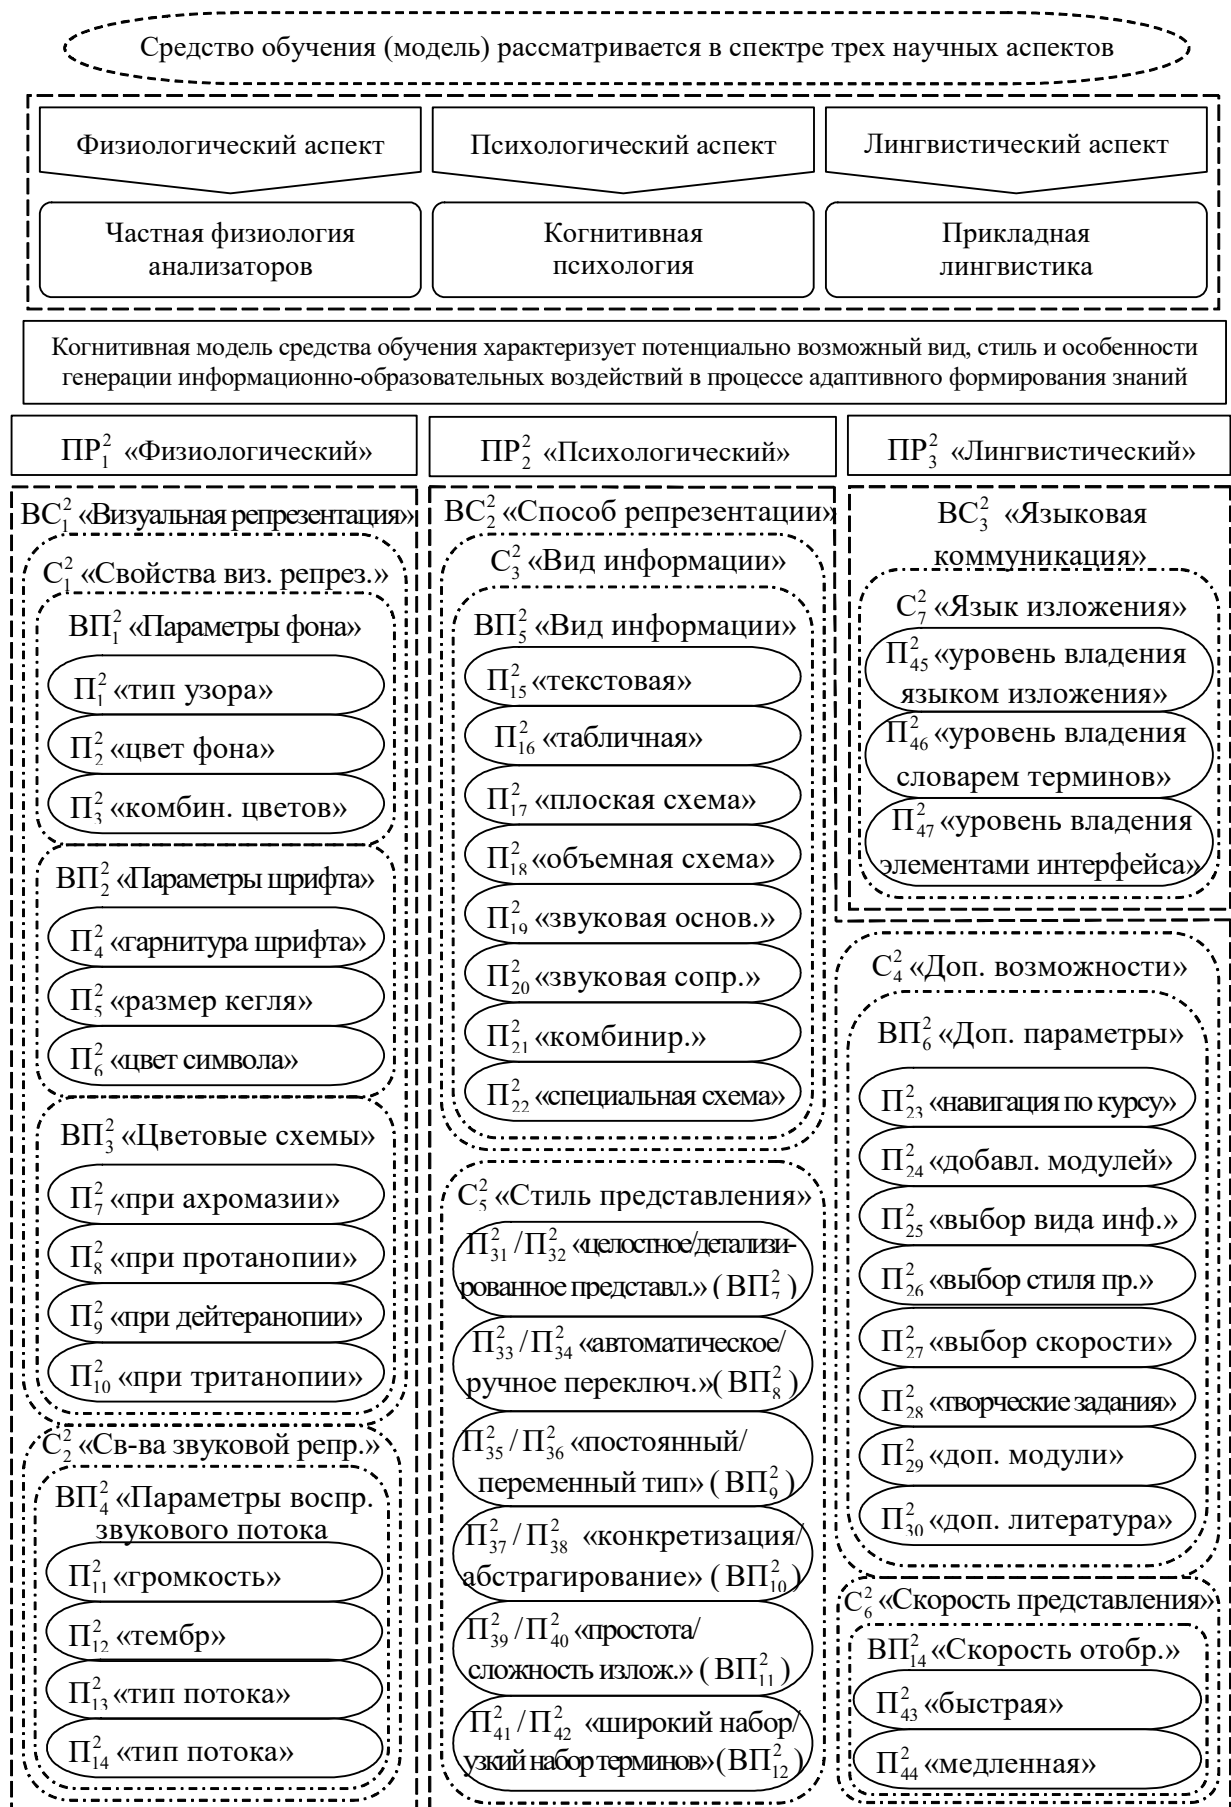 Средство обучения (модель) рассматривается в спектре трех научных аспектов
Физиологический аспект
Психологический аспект
Лингвистический аспект
Частная физиология
анализаторов
Когнитивная
психология
Прикладная
лингвистика
Когнитивная модель средства обучения характеризует потенциально возможный вид, стиль и особенности
генерации информационно-образовательных воздействий в процессе адаптивного формирования знаний
ПР₁² «Физиологический»
ПР₂² «Психологический»
ПР₃² «Лингвистический»
ВС₁² «Визуальная репрезентация»
С₁² «Свойства виз. репрез.»
ВП₁² «Параметры фона»
П₁² «тип узора»
П₂² «цвет фона»
П₃² «комбин. цветов»
ВП₂² «Параметры шрифта»
П₄² «гарнитура шрифта»
П₅² «размер кегля»
П₆² «цвет символа»
ВП₃² «Цветовые схемы»
П₇² «при ахромазии»
П₈² «при протанопии»
П₉² «при дейтеранопии»
П₁₀² «при тританопии»
С₂² «Св-ва звуковой репр.»
ВП₄² «Параметры воспр.
звукового потока
П₁₁² «громкость»
П₁₂² «тембр»
П₁₃² «тип потока»
П₁₄² «тип потока»
ВС₂² «Способ репрезентации»
С₃² «Вид информации»
ВП₅² «Вид информации»
П₁₅² «текстовая»
П₁₆² «табличная»
П₁₇² «плоская схема»
П₁₈² «объемная схема»
П₁₉² «звуковая основ.»
П₂₀² «звуковая сопр.»
П₂₁² «комбинир.»
П₂₂² «специальная схема»
С₅² «Стиль представления»
П₃₁² / П₃₂² «целостное/детализи-
рованное представл.» ( ВП₇² )
П₃₃² / П₃₄² «автоматическое/
ручное переключ.»( ВП₈² )
П₃₅² / П₃₆² «постоянный/
переменный тип» ( ВП₉² )
П₃₇² / П₃₈² «конкретизация/
абстрагирование» ( ВП₁₀² )
П₃₉² / П₄₀² «простота/
сложность излож.» ( ВП₁₁² )
П₄₁² / П₄₂² «широкий набор/
узкий набор терминов»(ВП₁₂² )
ВС₃² «Языковая
коммуникация»
С₇² «Язык изложения»
П₄₅² «уровень владения
языком изложения»
П₄₆² «уровень владения
словарем терминов»
П₄₇² «уровень владения
элементами интерфейса»
С₄² «Доп. возможности»
ВП₆² «Доп. параметры»
П₂₃² «навигация по курсу»
П₂₄² «добавл. модулей»
П₂₅² «выбор вида инф.»
П₂₆² «выбор стиля пр.»
П₂₇² «выбор скорости»
П₂₈² «творческие задания»
П₂₉² «доп. модули»
П₃₀² «доп. литература»
С₆² «Скорость представления»
ВП₁₄² «Скорость отобр.»
П₄₃² «быстрая»
П₄₄² «медленная»